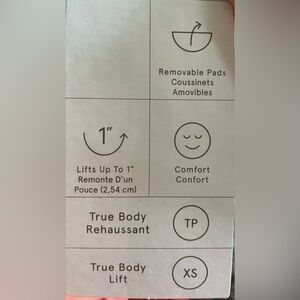 Removable Pads
Coussinets
Amovibles
1"
Lifts Up To 1"
Remonte D'un
Pouce (2,54 cm)
Comfort
Confort
True Body
Rehaussant
TP
True Body
Lift
XS